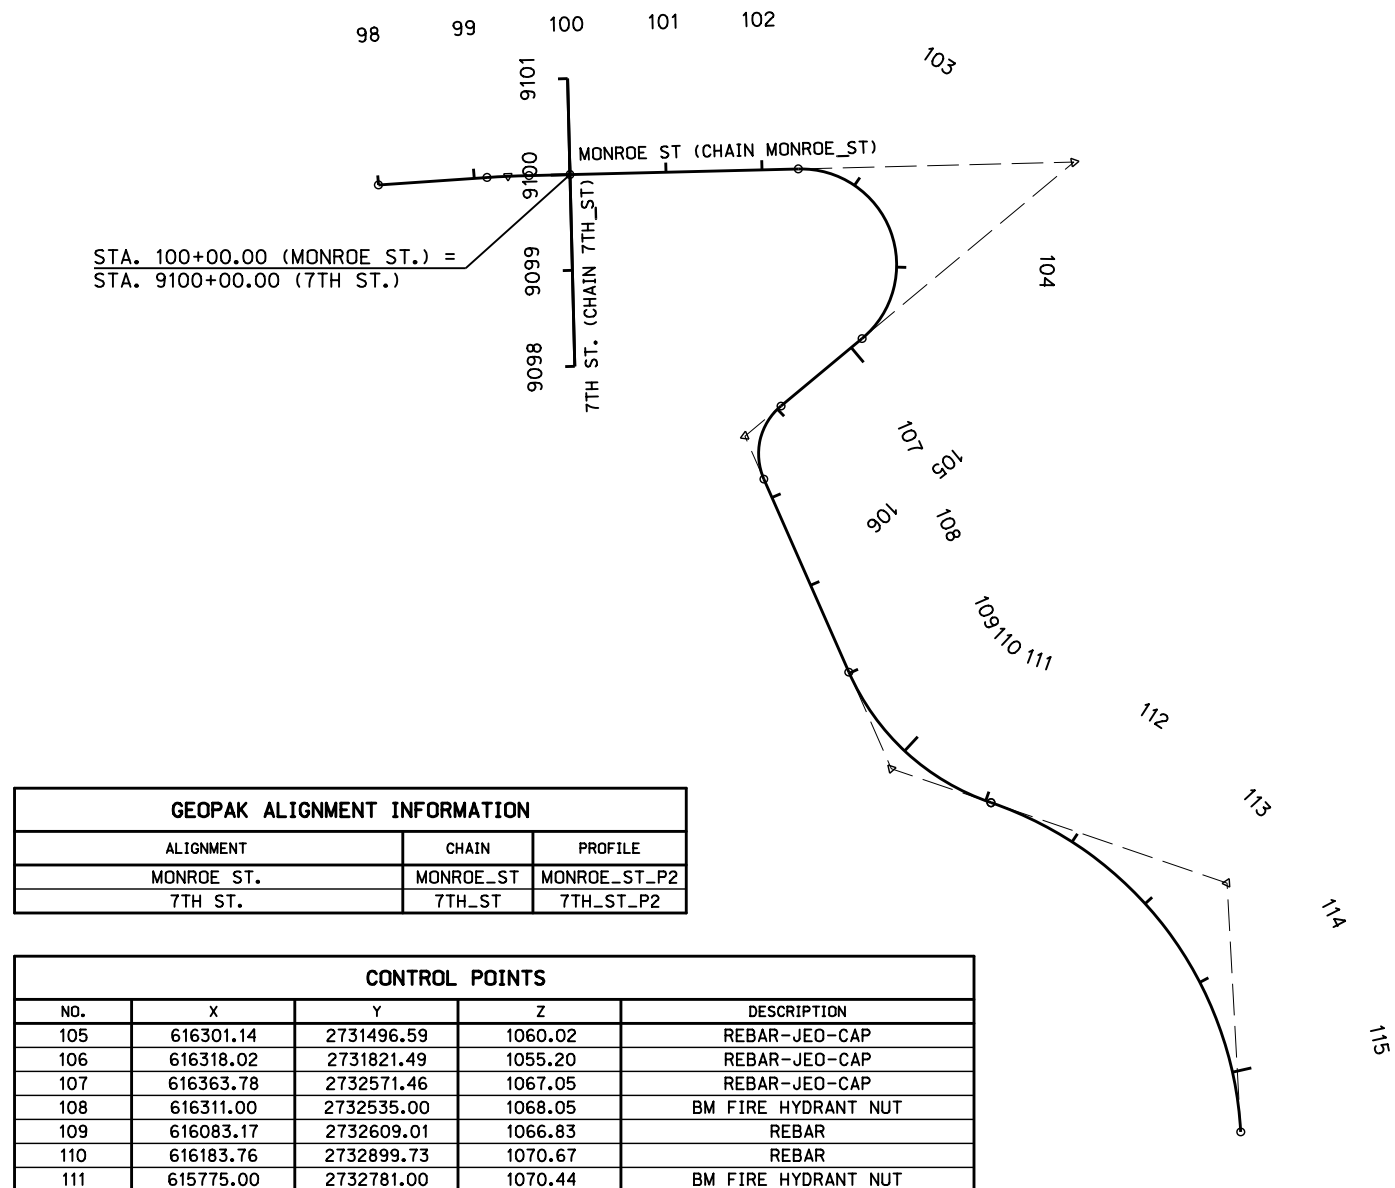 98
99
100
101
102
103
9101
9100
9099
9098
MONROE ST (CHAIN MONROE_ST)
7TH ST. (CHAIN 7TH_ST)
STA. 100+00.00 (MONROE ST.) =
STA. 9100+00.00 (7TH ST.)
104
107
105
106
108
109
110
111
112
113
114
115
GEOPAK ALIGNMENT INFORMATION
ALIGNMENT CHAIN PROFILE
MONROE ST. MONROE_ST MONROE_ST_P2
7TH ST. 7TH_ST 7TH_ST_P2
CONTROL POINTS
NO. X Y Z DESCRIPTION
105 616301.14 2731496.59 1060.02 REBAR-JEO-CAP
106 616318.02 2731821.49 1055.20 REBAR-JEO-CAP
107 616363.78 2732571.46 1067.05 REBAR-JEO-CAP
108 616311.00 2732535.00 1068.05 BM FIRE HYDRANT NUT
109 616083.17 2732609.01 1066.83 REBAR
110 616183.76 2732899.73 1070.67 REBAR
111 615775.00 2732781.00 1070.44 BM FIRE HYDRANT NUT